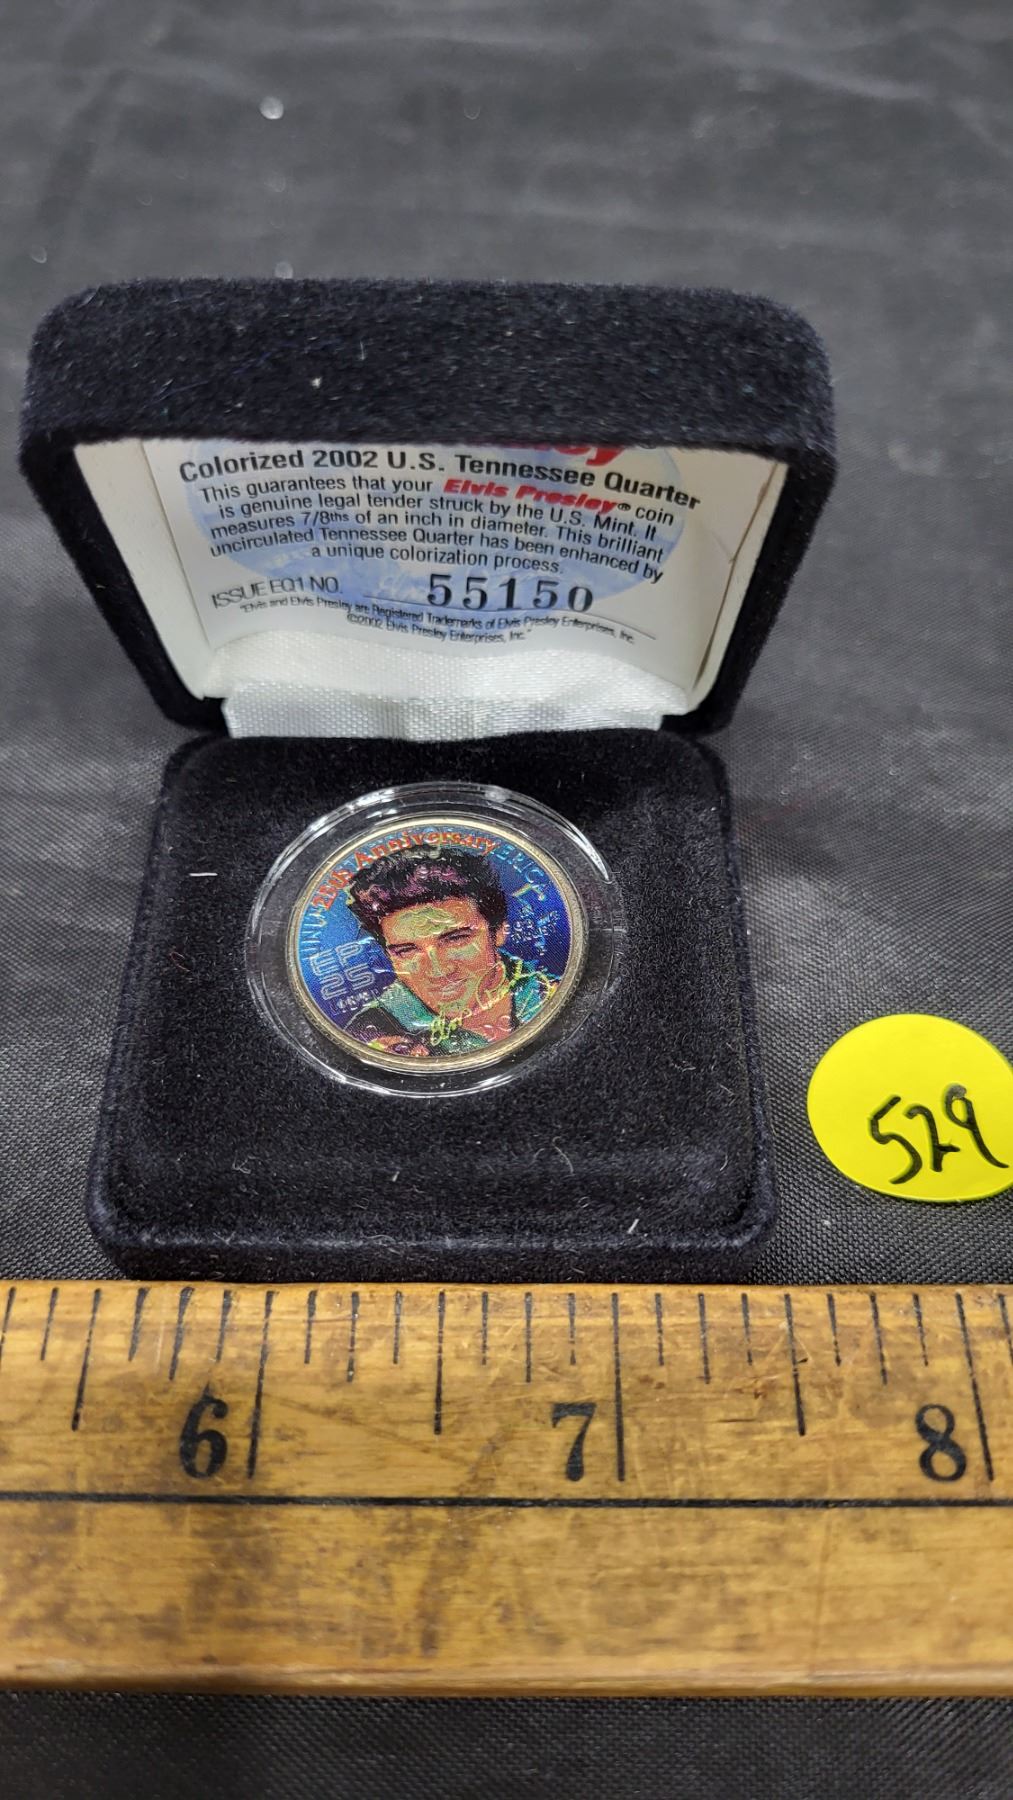 Colorized 2002 U.S. Tennessee Quarter
This guarantees that your Elvis Presley® coin
is genuine legal tender struck by the U.S. Mint. It
measures 7/8ths of an inch in diameter. This brilliant
uncirculated Tennessee Quarter has been enhanced by
a unique colorization process.
ISSUE EQ1 NO. 55150
"Elvis and Elvis Presley are Registered Trademarks of Elvis Presley Enterprises, Inc.
©2002 Elvis Presley Enterprises, Inc."
25th Anniversary
EP
25
529
6 7 8